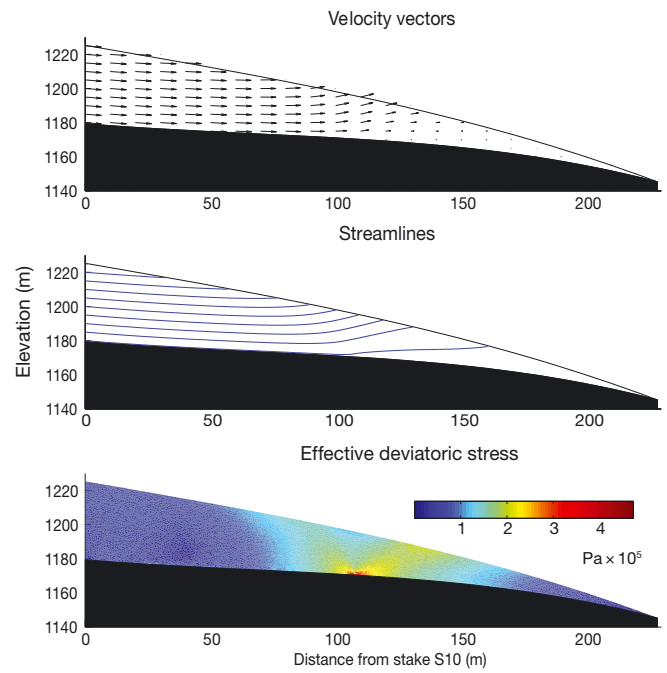 Velocity vectors
1220
1200
1180
1160
1140
0 50 100 150 200
Streamlines
Elevation (m)
1220
1200
1180
1160
1140
0 50 100 150 200
Effective deviatoric stress
1220
1200
1180
1160
1140
1 2 3 4
Pa × 10⁵
0 50 100 150 200
Distance from stake S10 (m)